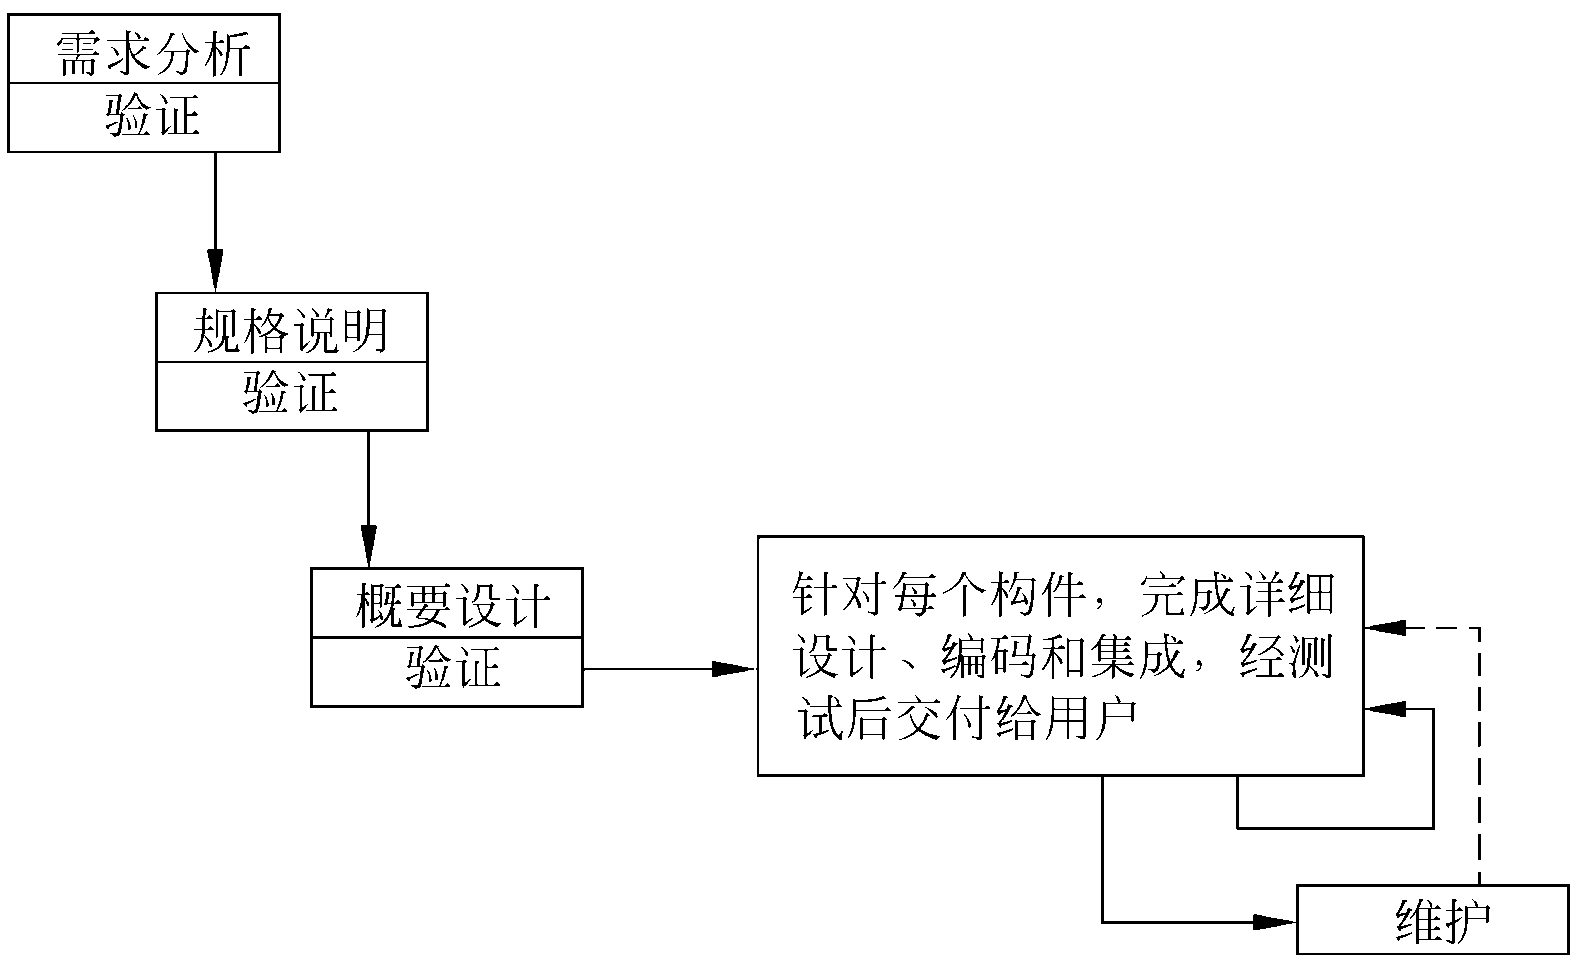 需求分析
验证
规格说明
验证
概要设计
验证
针对每个构件，完成详细
设计、编码和集成，经测
试后交付给用户
维护